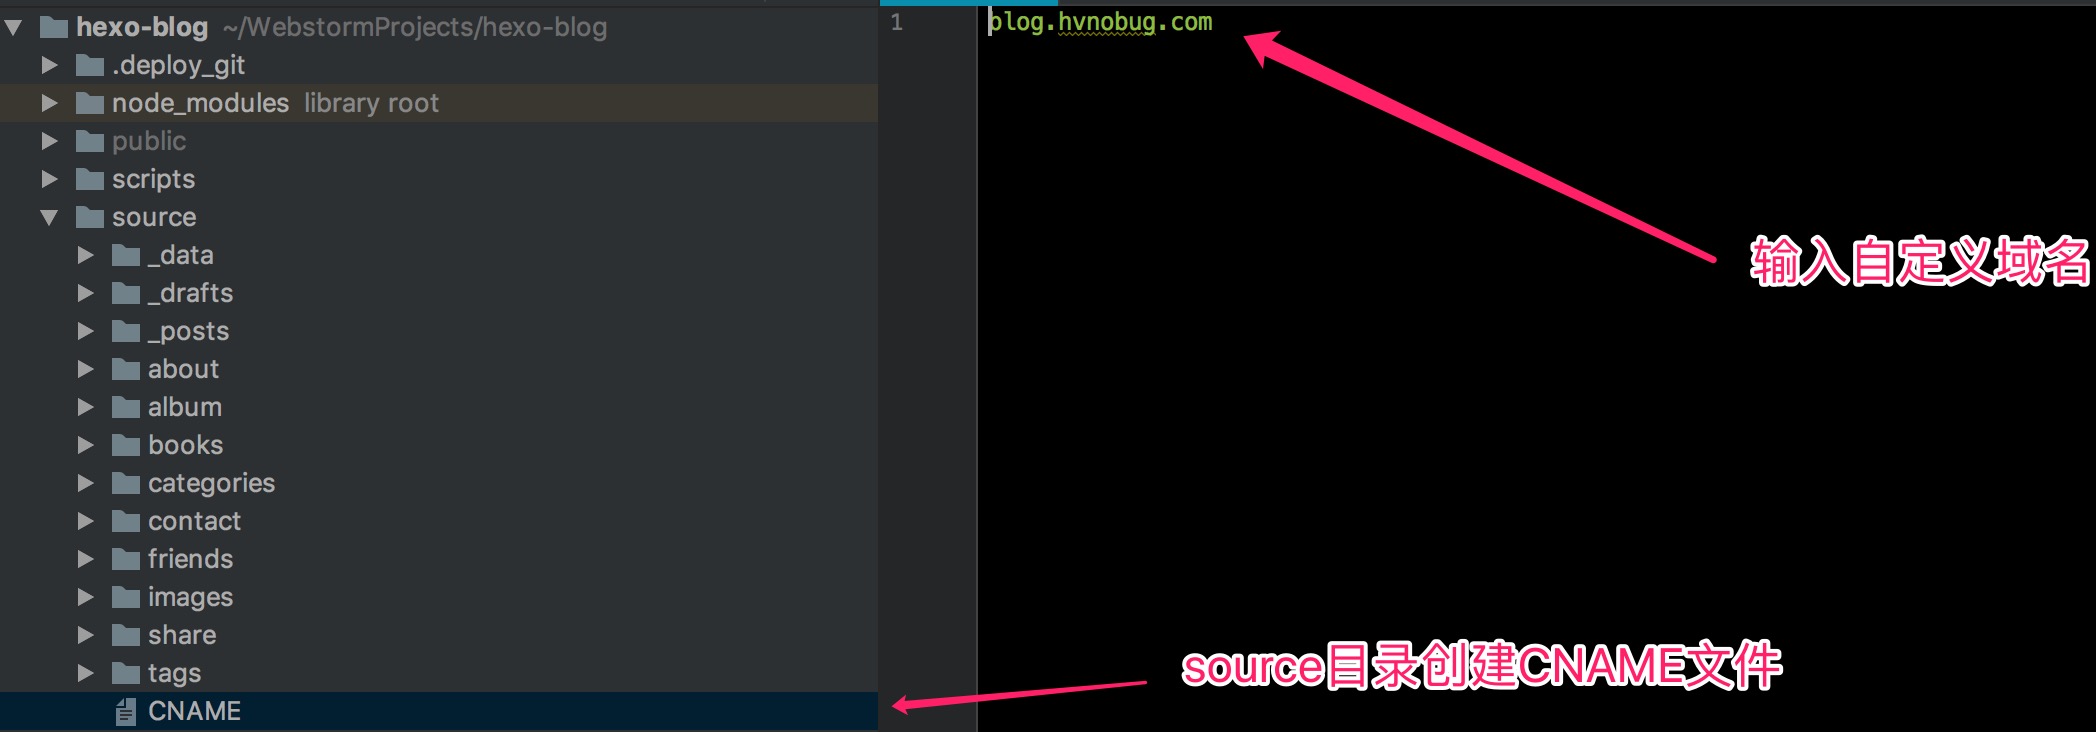 hexo-blog ~/WebstormProjects/hexo-blog
.deploy_git
node_modules library root
public
scripts
source
_data
_drafts
_posts
about
album
books
categories
contact
friends
images
share
tags
CNAME
1 blog.hvnobug.com
输入自定义域名
source目录创建CNAME文件